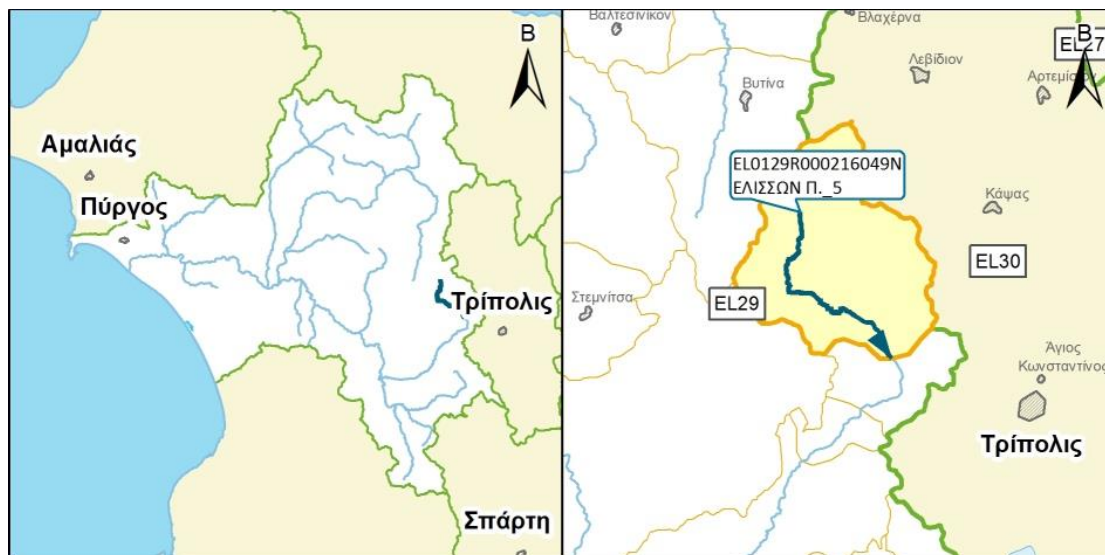 Β
Αμαλιάς
Πύργος
Τρίπολις
Σπάρτη
Βαλτεσινίκον
Βλαχέρνα
Β
EL27
Λεβίδιον
Αρτεμίσιον
Βυτίνα
EL0129R000216049N
ΕΛΙΣΣΩΝ Π._5
Κάψας
EL30
EL29
Στεμνίτσα
Άγιος
Κωνσταντίνος
Τρίπολις